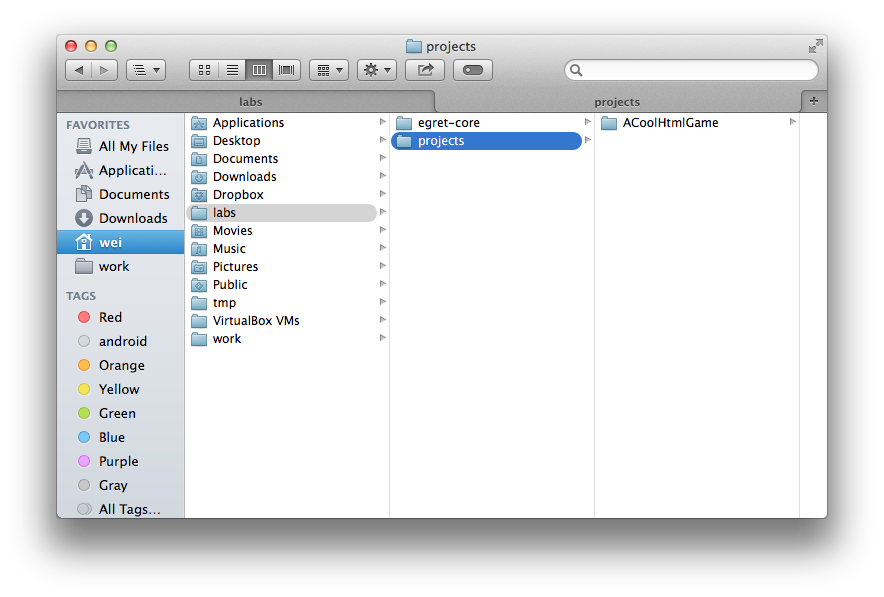 projects
labs
projects
FAVORITES
All My Files
Applicati...
Documents
Downloads
wei
work
TAGS
Red
android
Orange
Yellow
Green
Blue
Purple
Gray
All Tags...
Applications
Desktop
Documents
Downloads
Dropbox
labs
Movies
Music
Pictures
Public
tmp
VirtualBox VMs
work
egret-core
projects
ACoolHtmlGame